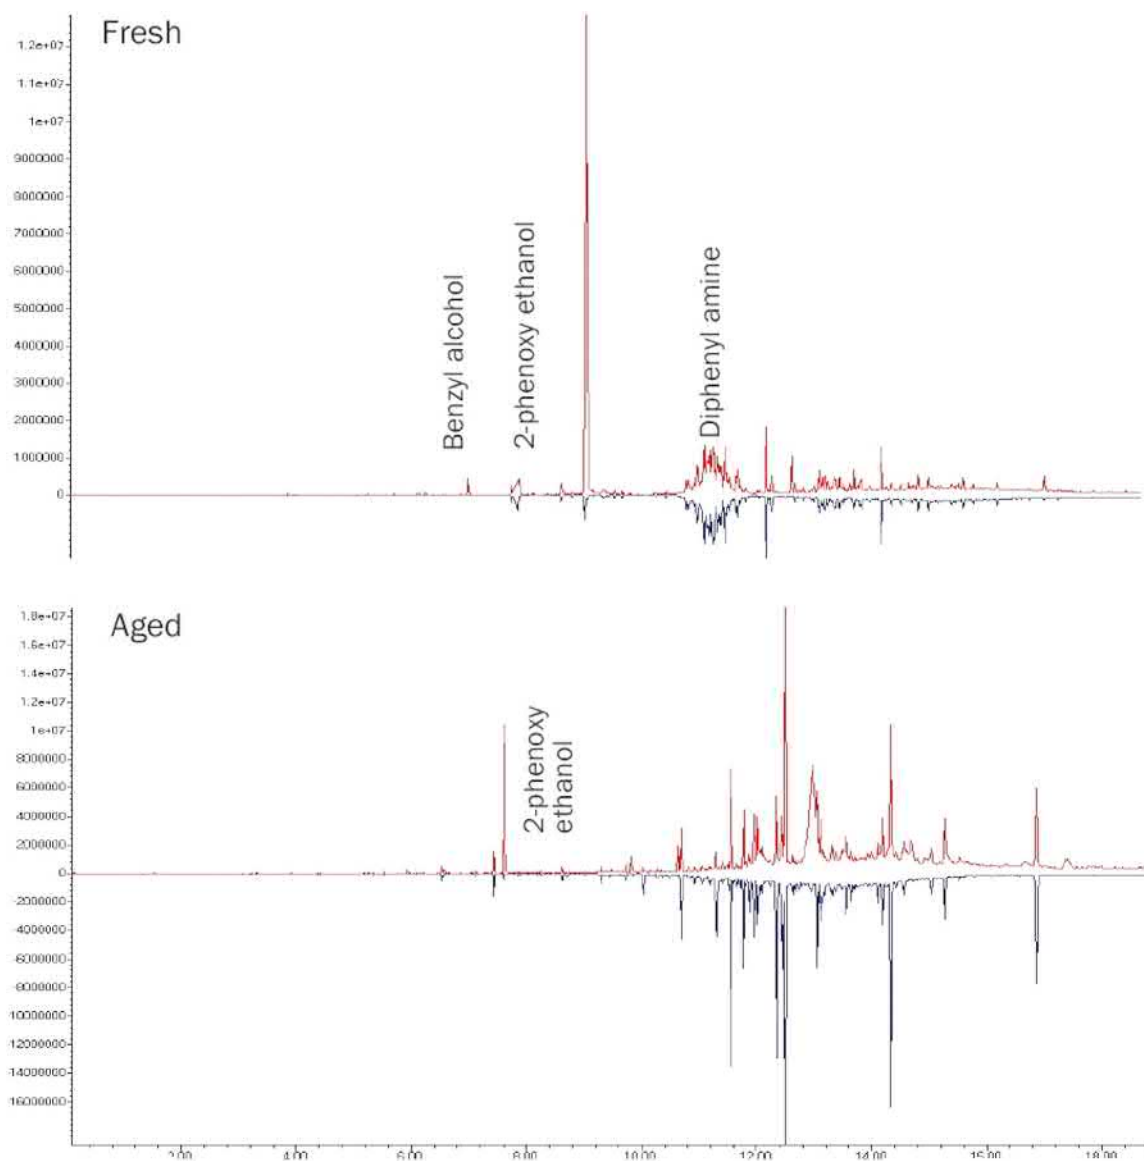 Fresh
1.2e+07
1.1e+07
1e+07
9000000
8000000
7000000
6000000
5000000
4000000
3000000
2000000
1000000
0
Benzyl alcohol
2-phenoxy ethanol
Diphenyl amine
Aged
1.8e+07
1.6e+07
1.4e+07
1.2e+07
1e+07
8000000
6000000
4000000
2000000
0
-2000000
-4000000
-6000000
-8000000
10000000
12000000
14000000
16000000
2-phenoxy
ethanol
2.00 4.00 6.00 8.00 10.00 12.00 14.00 16.00 18.00